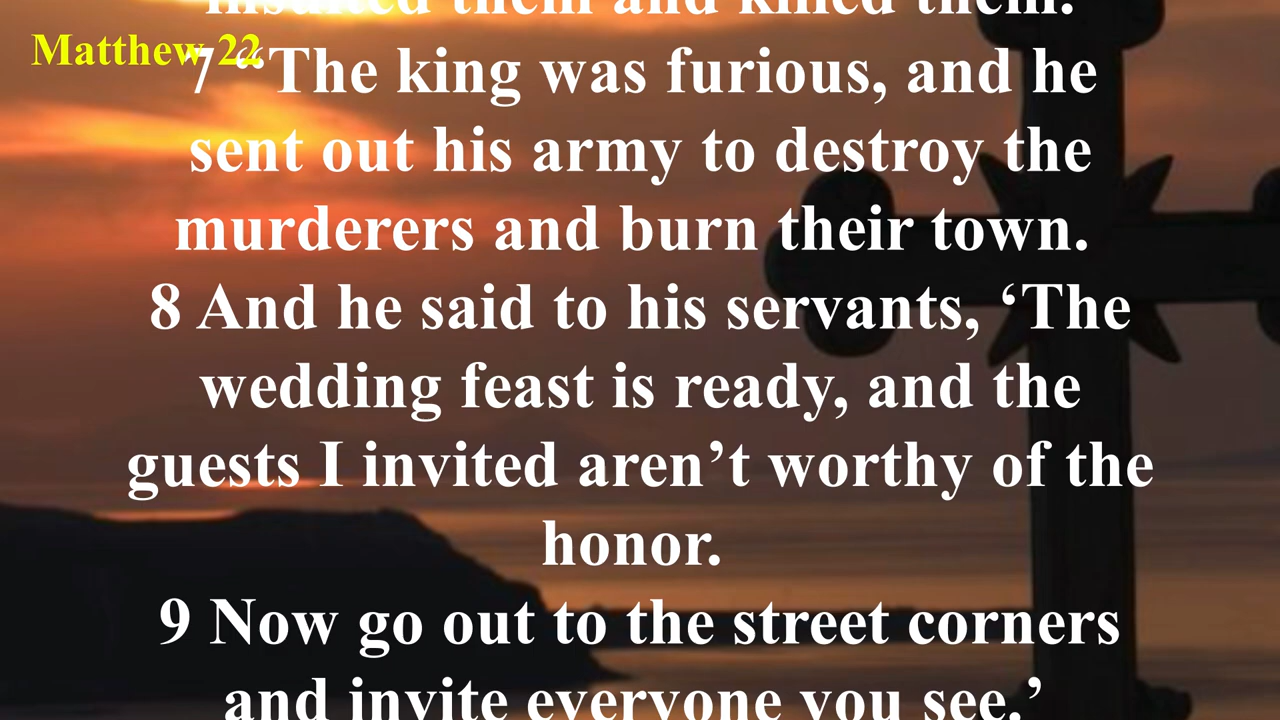 insulted them and killed them.
Matthew 22
7 “The king was furious, and he
sent out his army to destroy the
murderers and burn their town.
8 And he said to his servants, ‘The
wedding feast is ready, and the
guests I invited aren’t worthy of the
honor.
9 Now go out to the street corners
and invite everyone you see.’